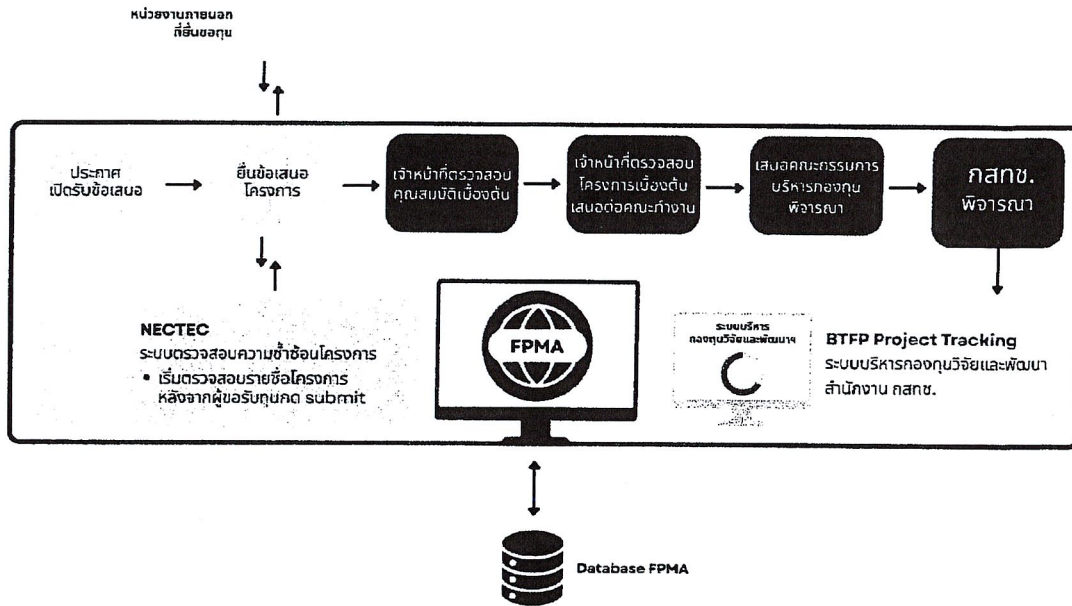 หน่วยงานภายนอก
ที่ยื่นขอทุน
ประกาศ
เปิดรับข้อเสนอ
ยื่นข้อเสนอ
โครงการ
เจ้าหน้าที่ตรวจสอบ
คุณสมบัติเบื้องต้น
เจ้าหน้าที่ตรวจสอบ
โครงการเบื้องต้น
เสนอต่อคณะทำงาน
เสนอคณะกรรมการ
บริหารกองทุน
พิจารณา
กสทช.
พิจารณา
NECTEC
ระบบตรวจสอบความซ้ำซ้อนโครงการ
• เริ่มตรวจสอบรายชื่อโครงการ
หลังจากผู้ขอรับทุนกด submit
FPMA
ระบบบริหาร
กองทุนวิจัยและพัฒนาฯ
BTFP Project Tracking
ระบบบริหารกองทุนวิจัยและพัฒนา
สำนักงาน กสทช.
Database FPMA